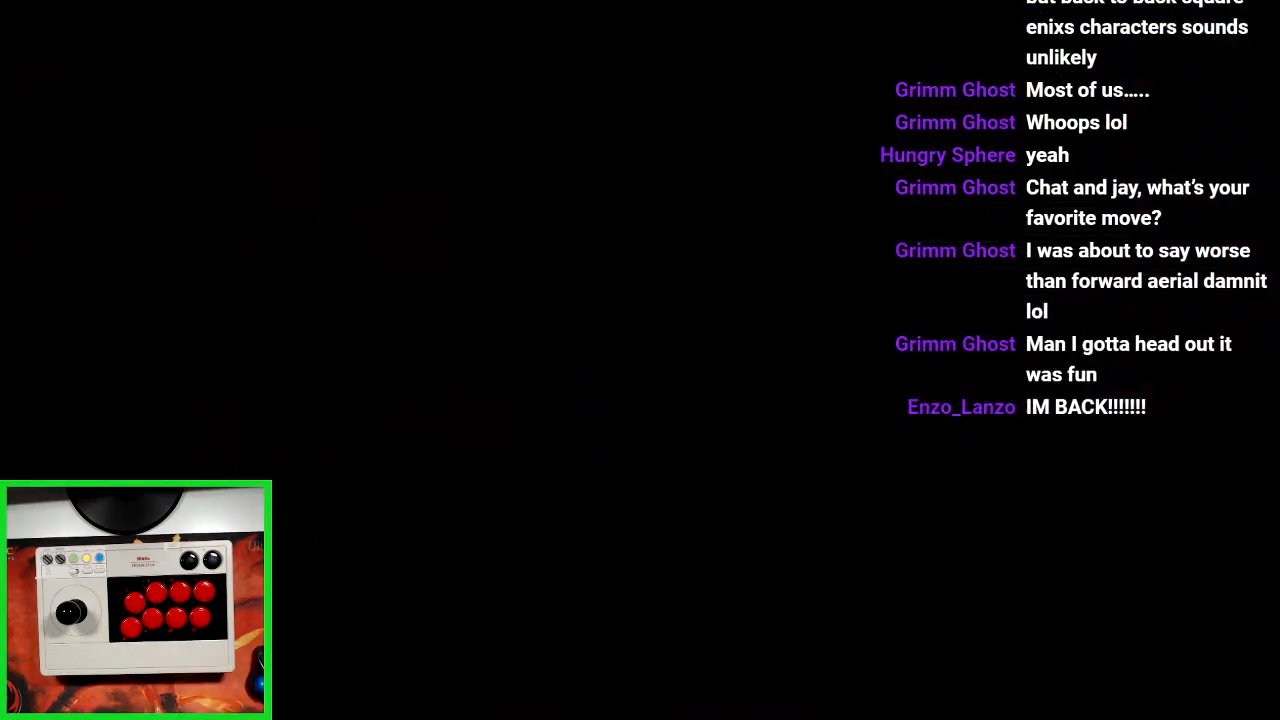 enixs characters sounds
unlikely
Grimm Ghost Most of us…..
Grimm Ghost Whoops lol
Hungry Sphere yeah
Grimm Ghost Chat and jay, what’s your
favorite move?
Grimm Ghost I was about to say worse
than forward aerial damnit
lol
Grimm Ghost Man I gotta head out it
was fun
Enzo_Lanzo IM BACK!!!!!!!